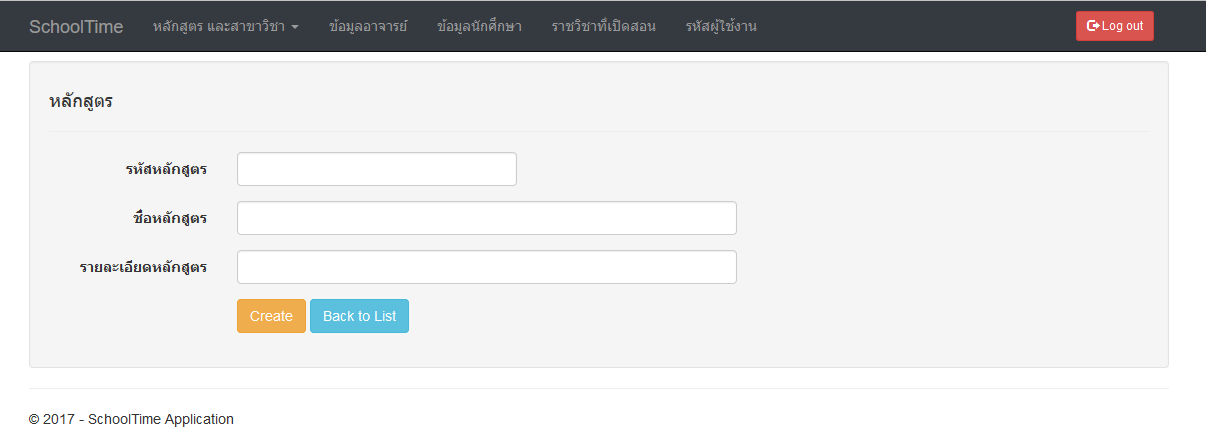 SchoolTime หลักสูตร และสาขาวิชา ข้อมูลอาจารย์ ข้อมูลนักศึกษา ราชวิชาที่เปิดสอน รหัสผู้ใช้งาน Log out
หลักสูตร
รหัสหลักสูตร
ชื่อหลักสูตร
รายละเอียดหลักสูตร
Create Back to List
© 2017 - SchoolTime Application